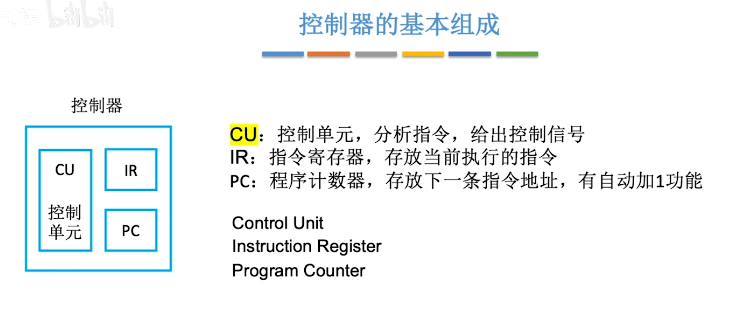 bilibili
控制器的基本组成
控制器
CU
控制
单元
IR
PC
CU：控制单元，分析指令，给出控制信号
IR：指令寄存器，存放当前执行的指令
PC：程序计数器，存放下一条指令地址，有自动加1功能
Control Unit
Instruction Register
Program Counter